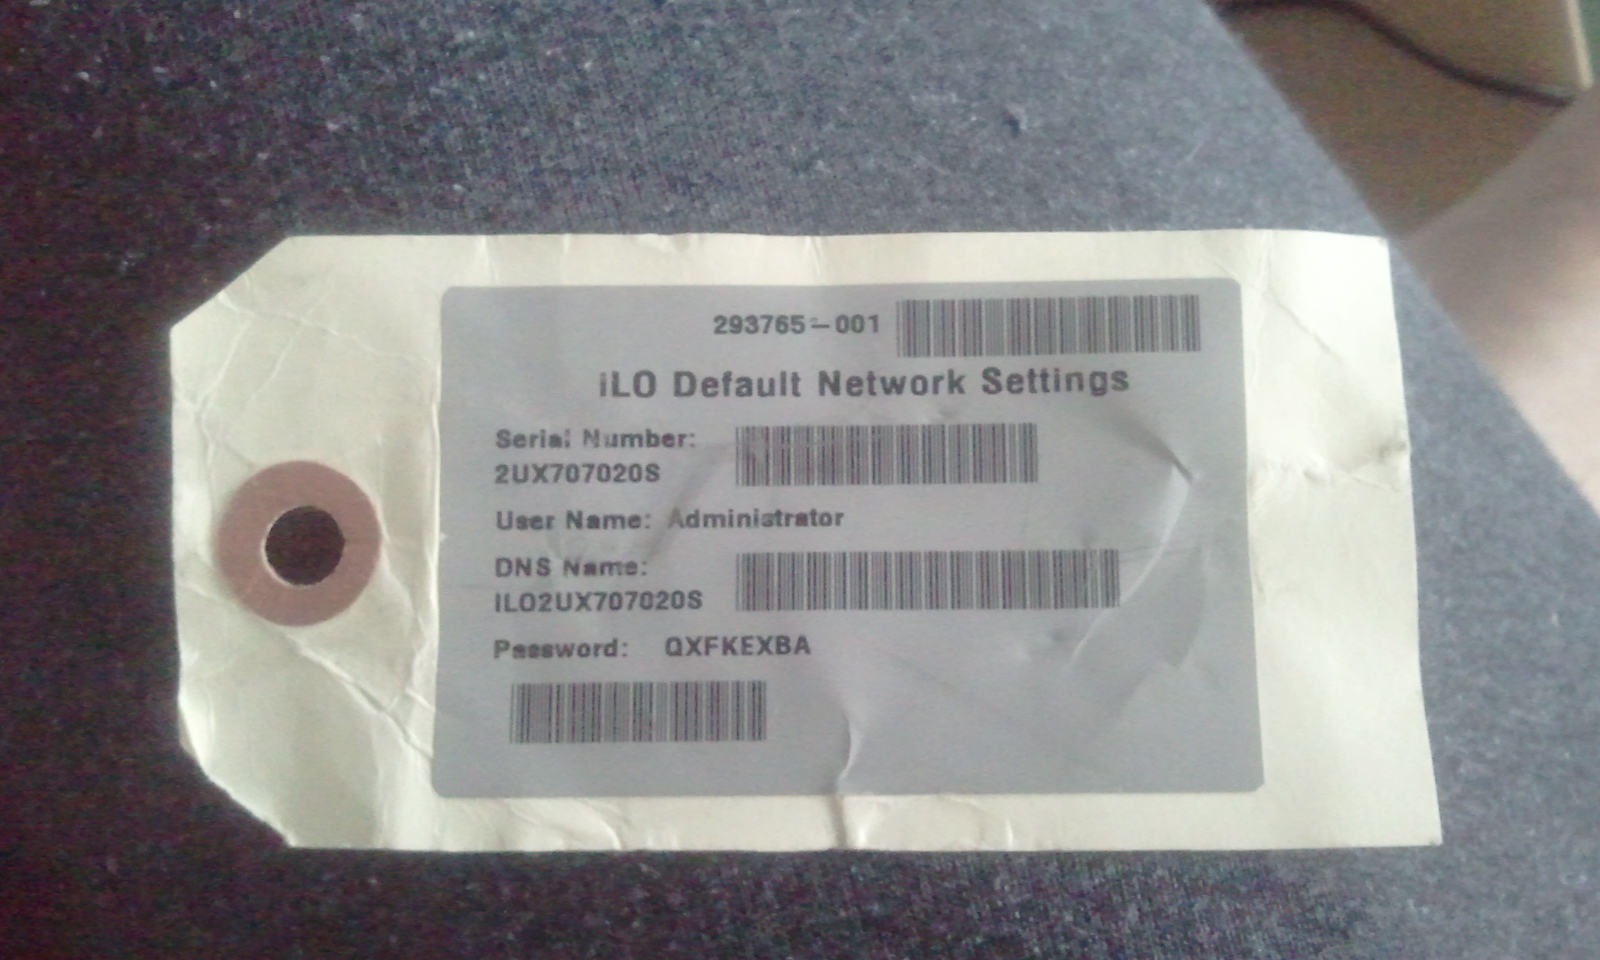 293765-001
iLO Default Network Settings
Serial Number:
2UX707020S
User Name: Administrator
DNS Name:
ILO2UX707020S
Password: QXFKEXBA